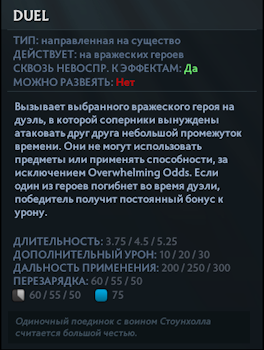 DUEL
ТИП: направленная на существо
ДЕЙСТВУЕТ: на вражеских героев
СКВОЗЬ НЕВОСПР. К ЭФФЕКТАМ: Да
МОЖНО РАЗВЕЯТЬ: Нет
Вызывает выбранного вражеского героя на
дуэль, в которой соперники вынуждены
атаковать друг друга небольшой промежуток
времени. Они не могут использовать
предметы или применять способности, за
исключением Overwhelming Odds. Если
один из героев погибнет во время дуэли,
победитель получит постоянный бонус к
урону.
ДЛИТЕЛЬНОСТЬ: 3.75 / 4.5 / 5.25
ДОПОЛНИТЕЛЬНЫЙ УРОН: 10 / 20 / 30
ДАЛЬНОСТЬ ПРИМЕНЕНИЯ: 200 / 250 / 300
ПЕРЕЗАРЯДКА: 60 / 55 / 50
60 / 55 / 50 75
Одиночный поединок с воином Стоунхолла
считается большой честью.